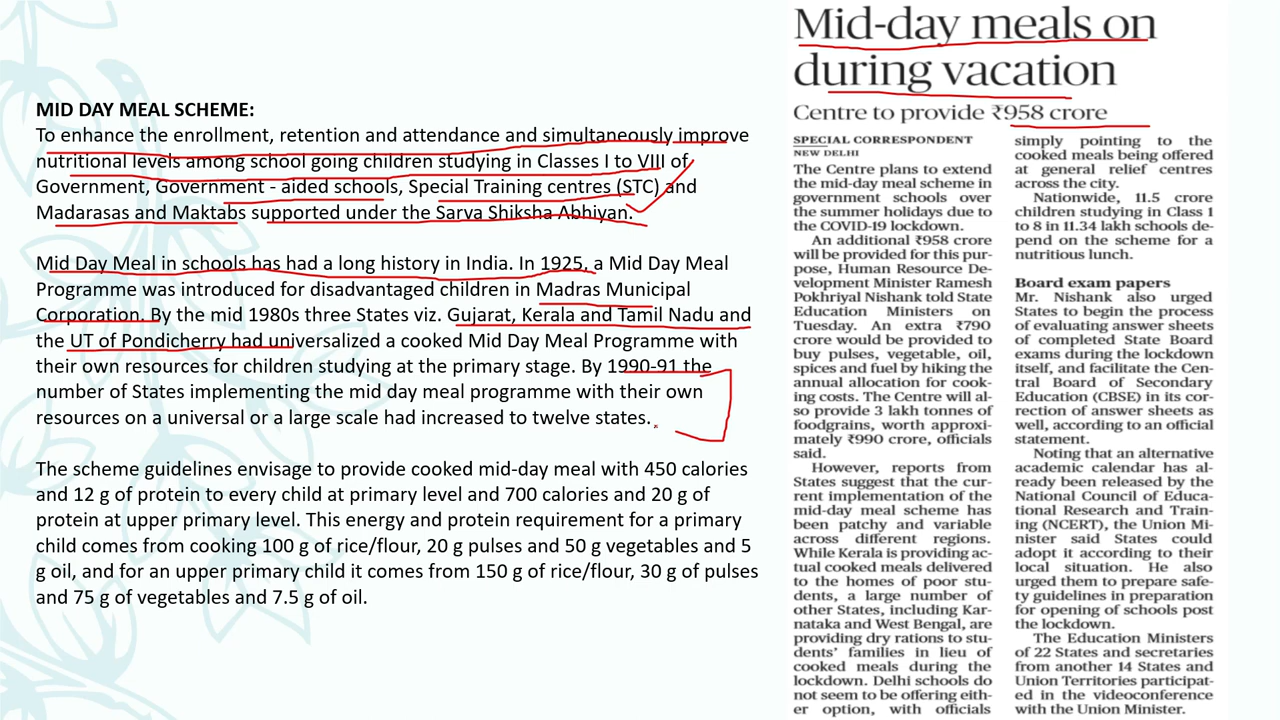 MID DAY MEAL SCHEME:
To enhance the enrollment, retention and attendance and simultaneously improve
nutritional levels among school going children studying in Classes I to VIII of
Government, Government - aided schools, Special Training centres (STC) and
Madarasas and Maktabs supported under the Sarva Shiksha Abhiyan.
Mid Day Meal in schools has had a long history in India. In 1925, a Mid Day Meal
Programme was introduced for disadvantaged children in Madras Municipal
Corporation. By the mid 1980s three States viz. Gujarat, Kerala and Tamil Nadu and
the UT of Pondicherry had universalized a cooked Mid Day Meal Programme with
their own resources for children studying at the primary stage. By 1990-91 the
number of States implementing the mid day meal programme with their own
resources on a universal or a large scale had increased to twelve states.
The scheme guidelines envisage to provide cooked mid-day meal with 450 calories
and 12 g of protein to every child at primary level and 700 calories and 20 g of
protein at upper primary level. This energy and protein requirement for a primary
child comes from cooking 100 g of rice/flour, 20 g pulses and 50 g vegetables and 5
g oil, and for an upper primary child it comes from 150 g of rice/flour, 30 g of pulses
and 75 g of vegetables and 7.5 g of oil.
Mid-day meals on
during vacation
Centre to provide ₹958 crore
SPECIAL CORRESPONDENT
NEW DELHI
The Centre plans to extend
the mid-day meal scheme in
government schools over
the summer holidays due to
the COVID-19 lockdown.
An additional ₹958 crore
will be provided for this pur-
pose, Human Resource De-
velopment Minister Ramesh
Pokhriyal Nishank told State
Education Ministers on
Tuesday. An extra ₹790
crore would be provided to
buy pulses, vegetable, oil,
spices and fuel by hiking the
annual allocation for cook-
ing costs. The Centre will al-
so provide 3 lakh tonnes of
foodgrains, worth approxi-
mately ₹990 crore, officials
said.
However, reports from
States suggest that the cur-
rent implementation of the
mid-day meal scheme has
been patchy and variable
across different regions.
While Kerala is providing ac-
tual cooked meals delivered
to the homes of poor stu-
dents, a large number of
other States, including Kar-
nataka and West Bengal, are
providing dry rations to stu-
dents' families in lieu of
cooked meals during the
lockdown. Delhi schools do
not seem to be offering eith-
er option, with officials
simply pointing to the
cooked meals being offered
at general relief centres
across the city.
Nationwide, 11.5 crore
children studying in Class 1
to 8 in 11.34 lakh schools de-
pend on the scheme for a
nutritious lunch.
Board exam papers
Mr. Nishank also urged
States to begin the process
of evaluating answer sheets
of completed State Board
exams during the lockdown
itself, and facilitate the Cen-
tral Board of Secondary
Education (CBSE) in its cor-
rection of answer sheets as
well, according to an official
statement.
Noting that an alternative
academic calendar has al-
ready been released by the
National Council of Educa-
tional Research and Train-
ing (NCERT), the Union Mi-
nister said States could
adopt it according to their
local situation. He also
urged them to prepare safe-
ty guidelines in preparation
for opening of schools post
the lockdown.
The Education Ministers
of 22 States and secretaries
from another 14 States and
Union Territories participat-
ed in the videoconference
with the Union Minister.